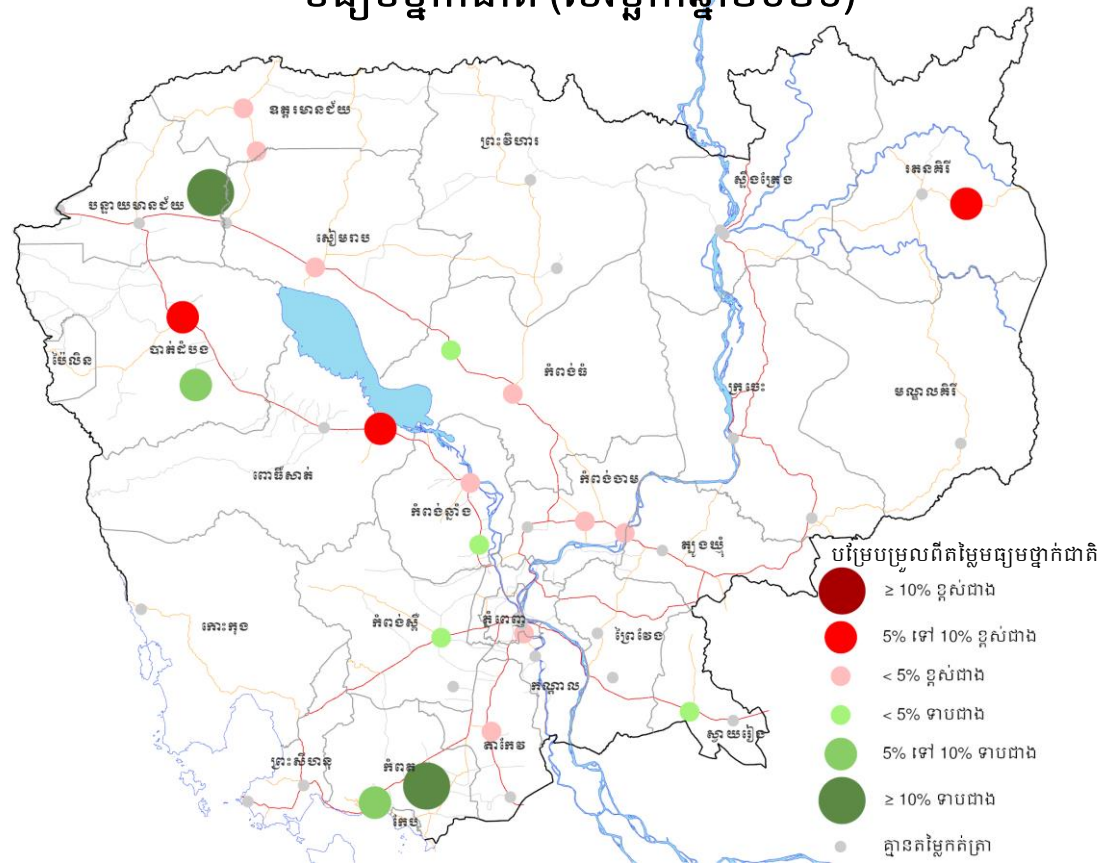 ឧត្តរមានជ័យ
ព្រះវិហារ
ស្ទឹងត្រែង
រតនគិរី
បន្ទាយមានជ័យ
សៀមរាប
ប៉ៃលិន
បាត់ដំបង
កំពង់ធំ
ក្រចេះ
មណ្ឌលគិរី
ពោធិ៍សាត់
កំពង់ចាម
កំពង់ឆ្នាំង
ត្បូងឃ្មុំ
កោះកុង
កំពង់ស្ពឺ
ភ្នំពេញ
ព្រៃវែង
កណ្ដាល
តាកែវ
ស្វាយរៀង
ព្រះសីហនុ
កំពត
កែប
បម្រែបម្រួលពីតម្លៃមធ្យមថ្នាក់ជាតិ
≥ 10% ខ្ពស់ជាង
5% ទៅ 10% ខ្ពស់ជាង
< 5% ខ្ពស់ជាង
< 5% ទាបជាង
5% ទៅ 10% ទាបជាង
≥ 10% ទាបជាង
គ្មានតម្លៃកត់ត្រា